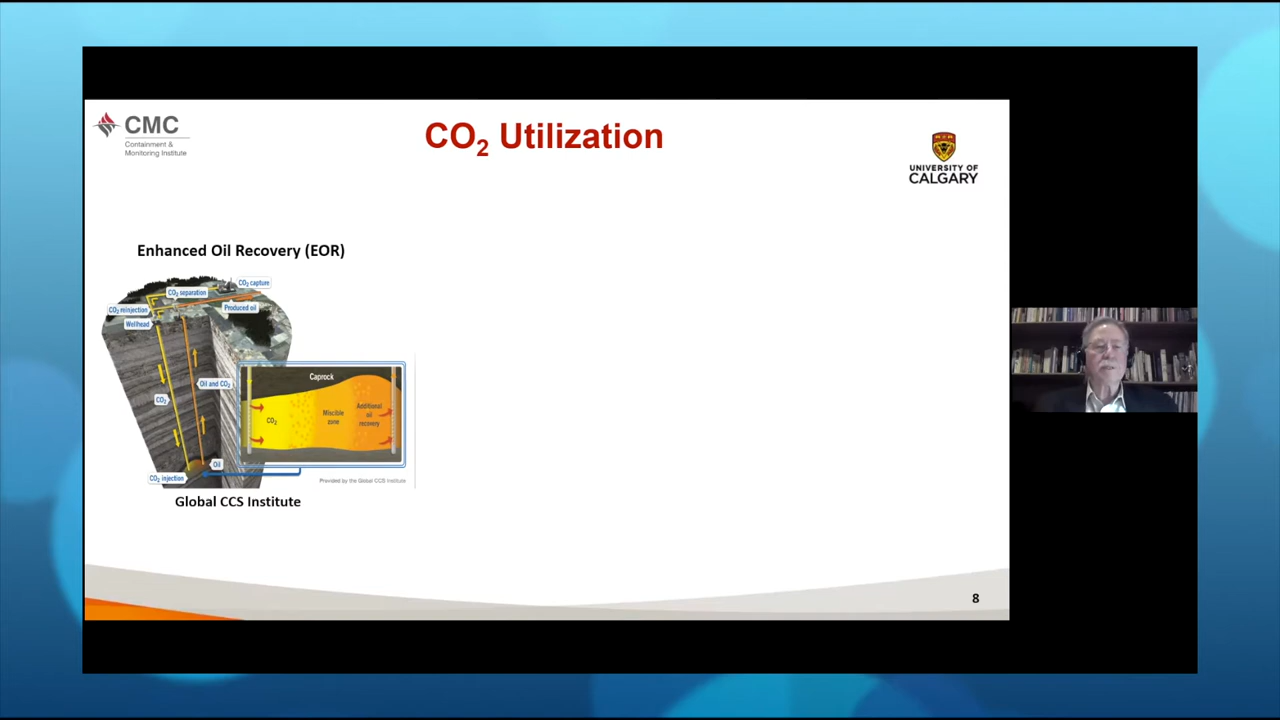 CMC
Containment &
Monitoring Institute
CO₂ Utilization
UNIVERSITY OF
CALGARY
Enhanced Oil Recovery (EOR)
CO₂ capture
CO₂ separation
CO₂ reinjection
Produced oil
Wellhead
Caprock
Oil and CO₂
CO₂
CO₂
Miscible
zone
Additional
oil
recovery
Oil
CO₂ injection
Provided by the Global CCS Institute
Global CCS Institute
8